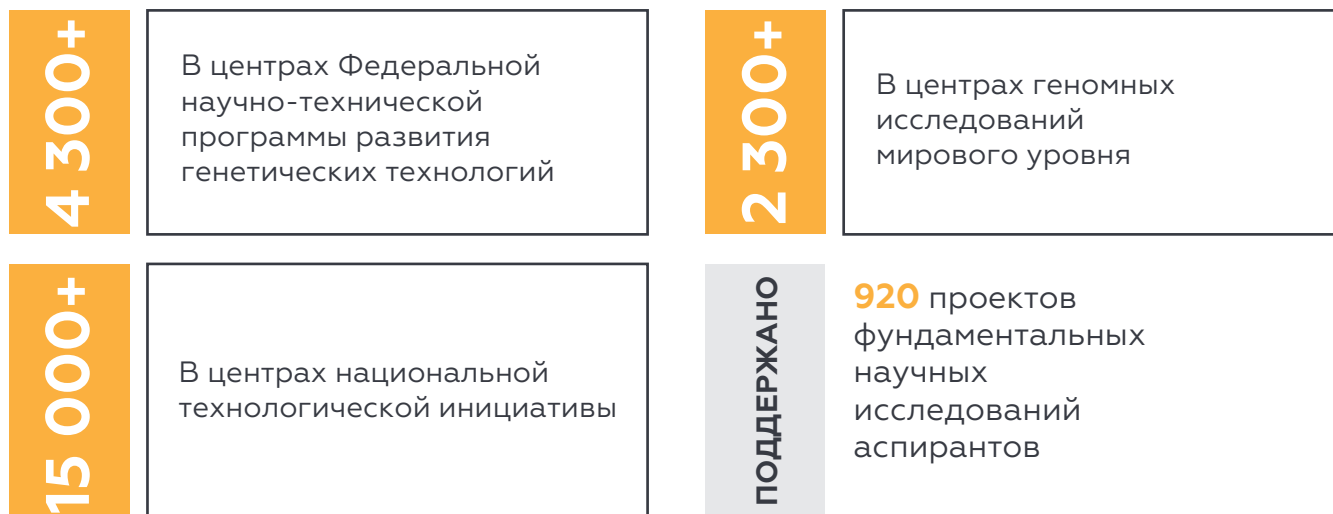 4 300+
В центрах Федеральной
научно-технической
программы развития
генетических технологий
2 300+
В центрах геномных
исследований
мирового уровня
15 000+
В центрах национальной
технологической инициативы
ПОДДЕРЖАНО
920 проектов
фундаментальных
научных
исследований
аспирантов